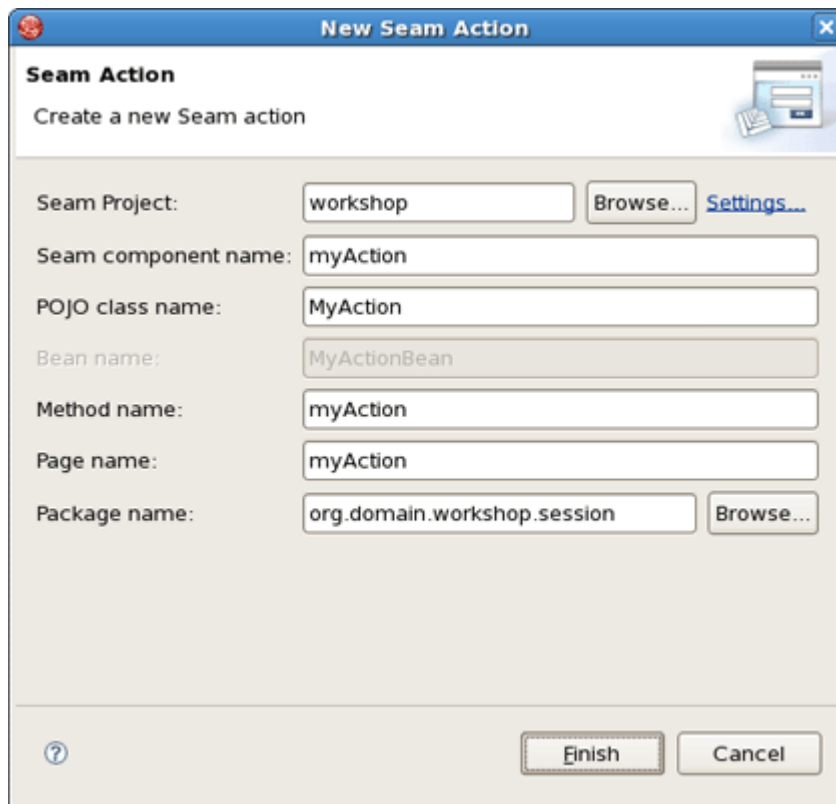 New Seam Action
Seam Action
Create a new Seam action
Seam Project: workshop Browse... Settings...
Seam component name: myAction
POJO class name: MyAction
Bean name: MyActionBean
Method name: myAction
Page name: myAction
Package name: org.domain.workshop.session Browse...
? Finish Cancel